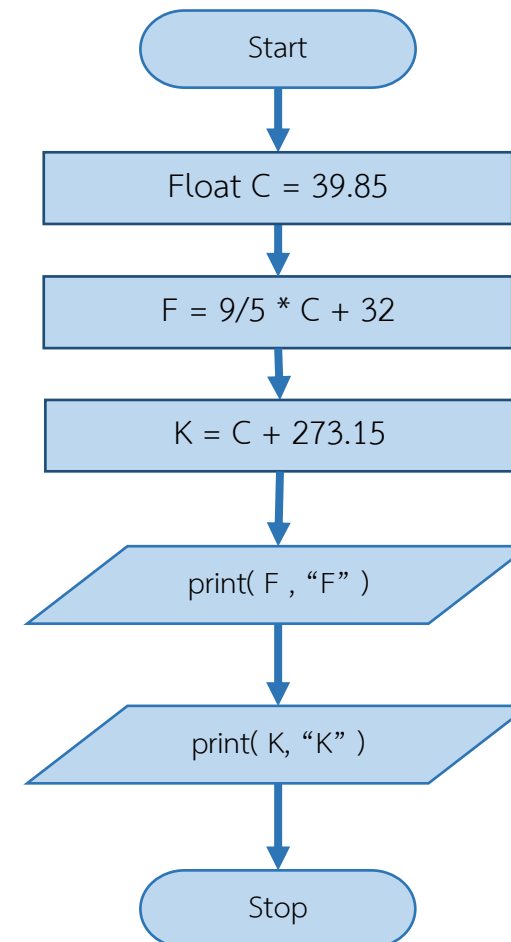 Start
Float C = 39.85
F = 9/5 * C + 32
K = C + 273.15
print( F , “F” )
print( K, “K” )
Stop